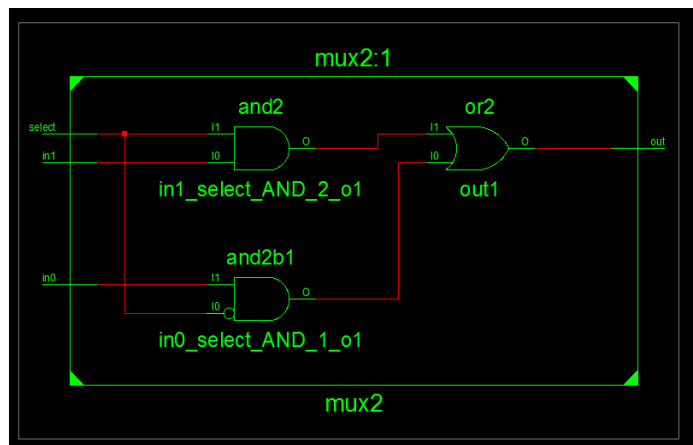 mux2:1
and2
or2
select
I1
I1
O
O
out
in1
I0
I0
in1_select_AND_2_o1
out1
and2b1
in0
I1
O
I0
in0_select_AND_1_o1
mux2